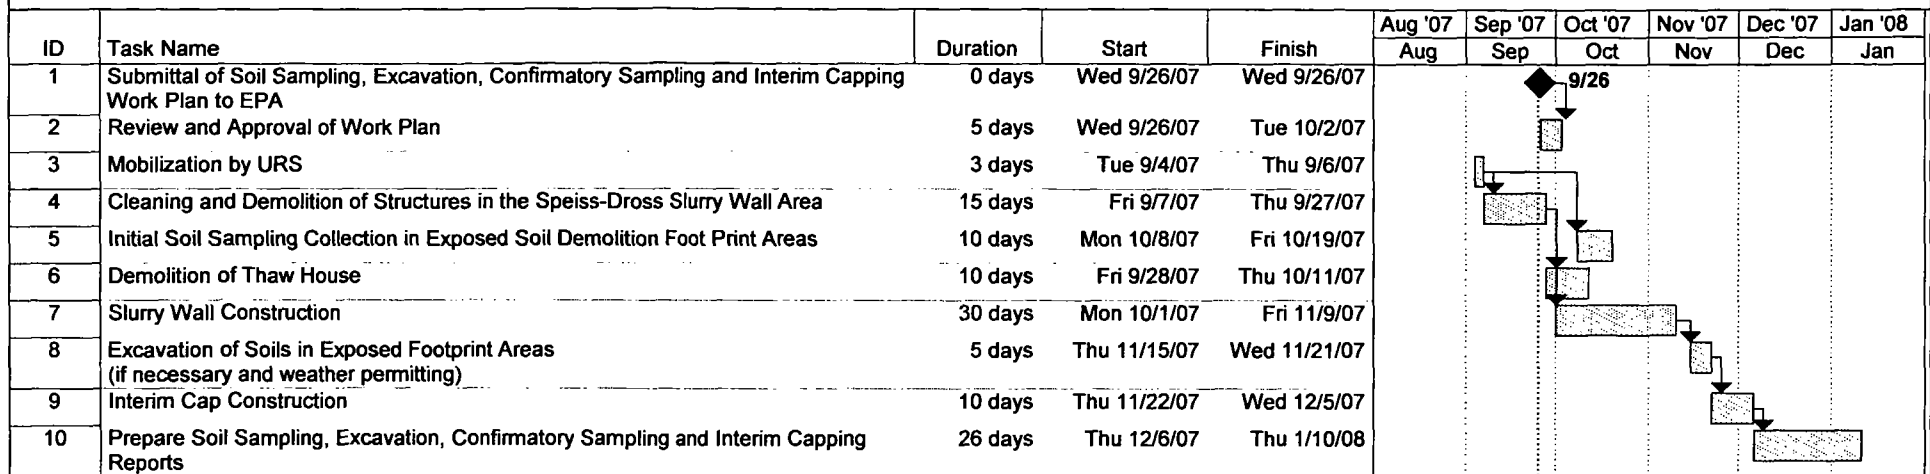 Aug '07 Sep '07 Oct '07 Nov '07 Dec '07 Jan '08
ID Task Name Duration Start Finish Aug Sep Oct Nov Dec Jan
1 Submittal of Soil Sampling, Excavation, Confirmatory Sampling and Interim Capping 0 days Wed 9/26/07 Wed 9/26/07 9/26
Work Plan to EPA
2 Review and Approval of Work Plan 5 days Wed 9/26/07 Tue 10/2/07
3 Mobilization by URS 3 days Tue 9/4/07 Thu 9/6/07
4 Cleaning and Demolition of Structures in the Speiss-Dross Slurry Wall Area 15 days Fri 9/7/07 Thu 9/27/07
5 Initial Soil Sampling Collection in Exposed Soil Demolition Foot Print Areas 10 days Mon 10/8/07 Fri 10/19/07
6 Demolition of Thaw House 10 days Fri 9/28/07 Thu 10/11/07
7 Slurry Wall Construction 30 days Mon 10/1/07 Fri 11/9/07
8 Excavation of Soils in Exposed Footprint Areas 5 days Thu 11/15/07 Wed 11/21/07
(if necessary and weather permitting)
9 Interim Cap Construction 10 days Thu 11/22/07 Wed 12/5/07
10 Prepare Soil Sampling, Excavation, Confirmatory Sampling and Interim Capping 26 days Thu 12/6/07 Thu 1/10/08
Reports